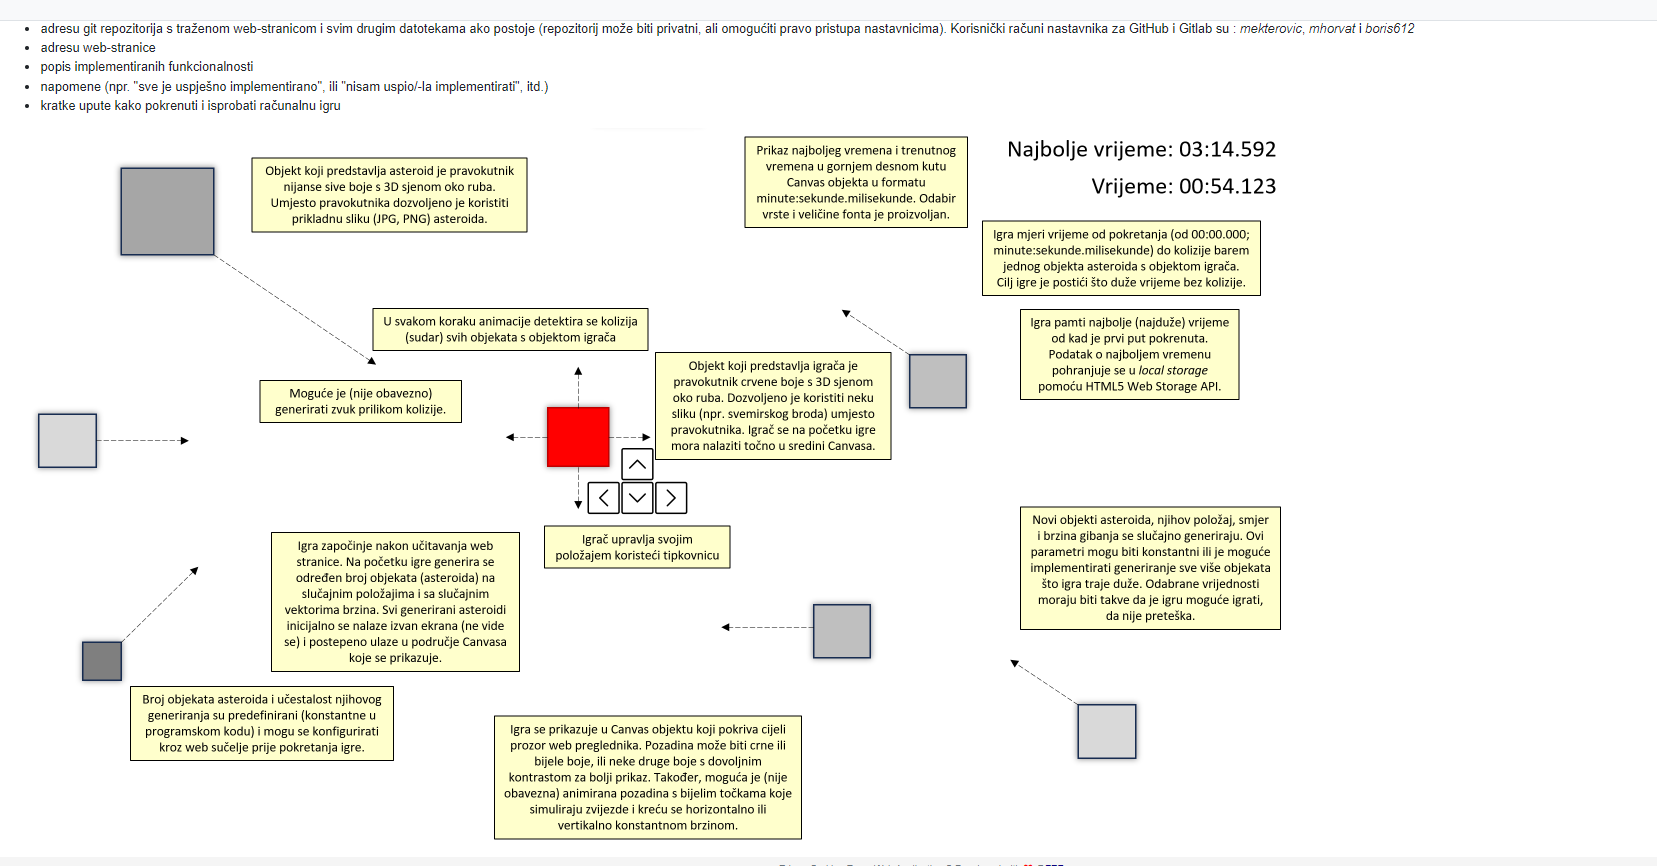 adresu git repozitorija s traženom web-stranicom i svim drugim datotekama ako postoje (repozitorij može biti privatni, ali omogućiti pravo pristupa nastavnicima). Korisnički računi nastavnika za GitHub i Gitlab su : mekterovic, mhorvat i boris612
adresu web-stranice
popis implementiranih funkcionalnosti
napomene (npr. "sve je uspješno implementirano", ili "nisam uspio/-la implementirati", itd.)
kratke upute kako pokrenuti i isprobati računalnu igru
Objekt koji predstavlja asteroid je pravokutnik
nijanse sive boje s 3D sjenom oko ruba.
Umjesto pravokutnika dozvoljeno je koristiti
prikladnu sliku (JPG, PNG) asteroida.
Prikaz najboljeg vremena i trenutnog
vremena u gornjem desnom kutu
Canvas objekta u formatu
minute:sekunde.milisekunde. Odabir
vrste i veličine fonta je proizvoljan.
Najbolje vrijeme: 03:14.592
Vrijeme: 00:54.123
Igra mjeri vrijeme od pokretanja (od 00:00.000;
minute:sekunde.milisekunde) do kolizije barem
jednog objekta asteroida s objektom igrača.
Cilj igre je postići što duže vrijeme bez kolizije.
U svakom koraku animacije detektira se kolizija
(sudar) svih objekata s objektom igrača
Igra pamti najbolje (najduže) vrijeme
od kad je prvi put pokrenuta.
Podatak o najboljem vremenu
pohranjuje se u local storage
pomoću HTML5 Web Storage API.
Moguće je (nije obavezno)
generirati zvuk prilikom kolizije.
Objekt koji predstavlja igrača je
pravokutnik crvene boje s 3D sjenom
oko ruba. Dozvoljeno je koristiti neku
sliku (npr. svemirskog broda) umjesto
pravokutnika. Igrač se na početku igre
mora nalaziti točno u sredini Canvasa.
Igrač upravlja svojim
položajem koristeći tipkovnicu
Igra započinje nakon učitavanja web
stranice. Na početku igre generira se
određen broj objekata (asteroida) na
slučajnim položajima i sa slučajnim
vektorima brzina. Svi generirani asteroidi
inicijalno se nalaze izvan ekrana (ne vide
se) i postepeno ulaze u područje Canvasa
koje se prikazuje.
Novi objekti asteroida, njihov položaj, smjer
i brzina gibanja se slučajno generiraju. Ovi
parametri mogu biti konstantni ili je moguće
implementirati generiranje sve više objekata
što igra traje duže. Odabrane vrijednosti
moraju biti takve da je igru moguće igrati,
da nije preteška.
Broj objekata asteroida i učestalost njihovog
generiranja su predefinirani (konstantne u
programskom kodu) i mogu se konfigurirati
kroz web sučelje prije pokretanja igre.
Igra se prikazuje u Canvas objektu koji pokriva cijeli
prozor web preglednika. Pozadina može biti crne ili
bijele boje, ili neke druge boje s dovoljnim
kontrastom za bolji prikaz. Također, moguća je (nije
obavezna) animirana pozadina s bijelim točkama koje
simuliraju zvijezde i kreću se horizontalno ili
vertikalno konstantnom brzinom.